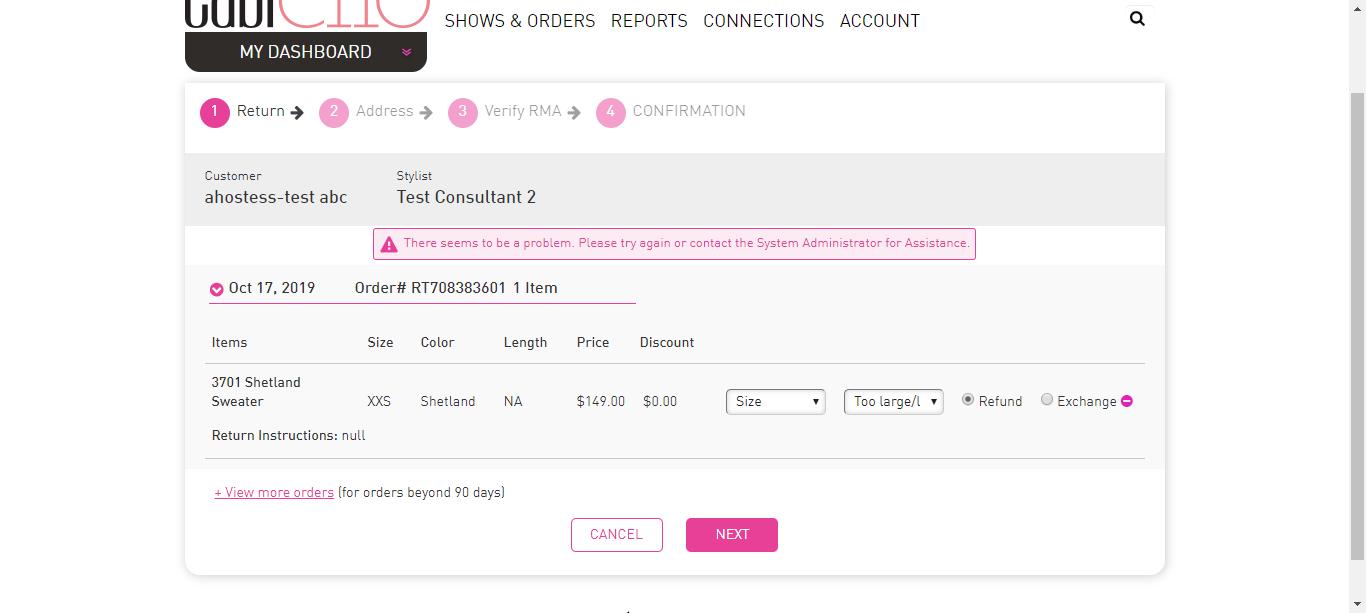 SHOWS & ORDERS REPORTS CONNECTIONS ACCOUNT
MY DASHBOARD
1 Return 2 Address 3 Verify RMA 4 CONFIRMATION
Customer Stylist
ahostess-test abc Test Consultant 2
There seems to be a problem. Please try again or contact the System Administrator for Assistance.
Oct 17, 2019 Order# RT708383601 1 Item
Items Size Color Length Price Discount
3701 Shetland
Sweater XXS Shetland NA $149.00 $0.00 Size Too large/l Refund Exchange
Return Instructions: null
+ View more orders (for orders beyond 90 days)
CANCEL NEXT